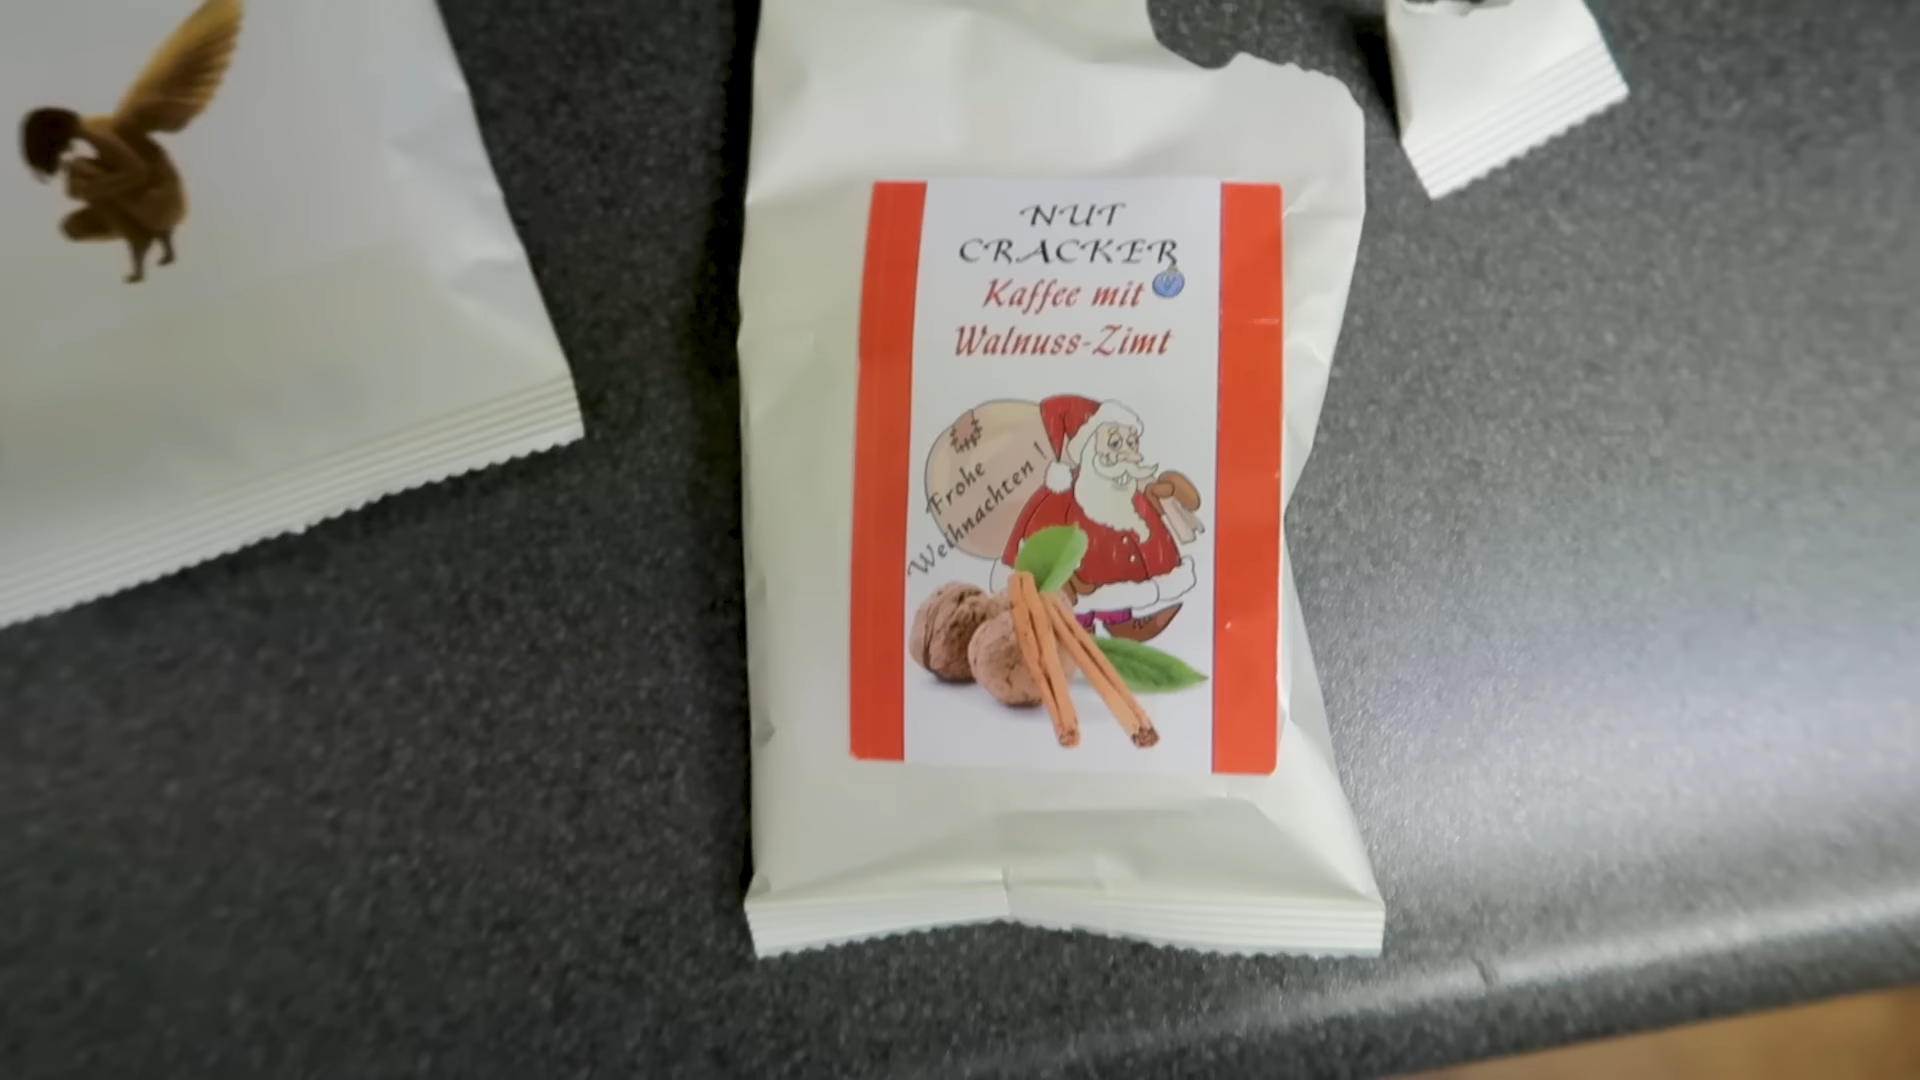 NUT
CRACKER
Kaffee mit
Walnuss-Zimt
Frohe
Weihnachten !